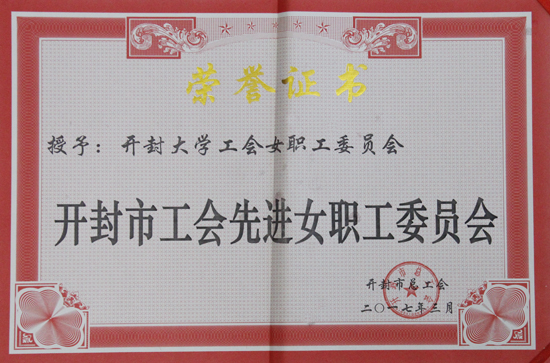 荣誉证书
授予：开封大学工会女职工委员会
开封市工会先进女职工委员会
开封市总工会
二〇一七年三月